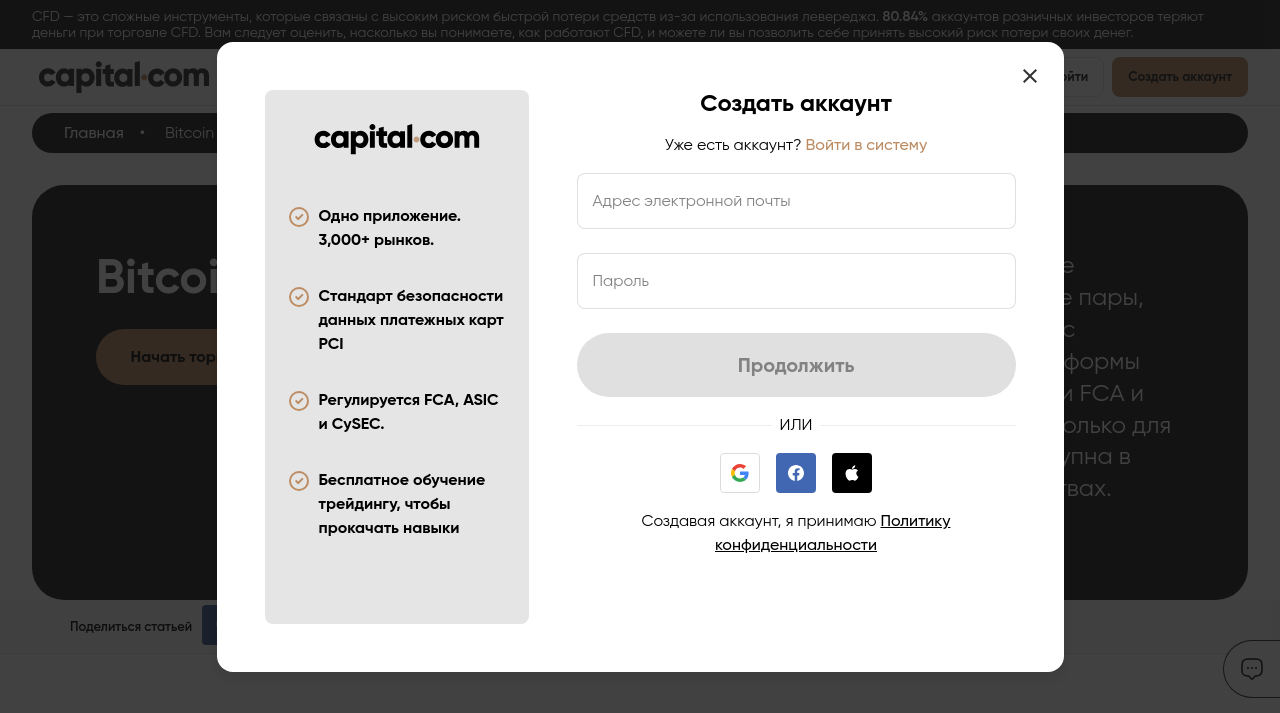 CFD — это сложные инструменты, которые связаны с высоким риском быстрой потери средств из-за использования левереджа. 80.84% аккаунтов розничных инвесторов теряют
деньги при торговле CFD. Вам следует оценить, насколько вы понимаете, как работают CFD, и можете ли вы позволить себе принять высокий риск потери своих денег.
capital.com
Создать аккаунт
Главная • Bitcoin
Bitcoi
Начать тор
пары,
формы
FCA и
Поделиться статьей
capital.com
Одно приложение.
3,000+ рынков.
Стандарт безопасности
данных платежных карт
PCI
Регулируется FCA, ASIC
и CySEC.
Бесплатное обучение
трейдингу, чтобы
прокачать навыки
Создать аккаунт
Уже есть аккаунт? Войти в систему
Адрес электронной почты
Пароль
Продолжить
ИЛИ
Создавая аккаунт, я принимаю Политику
конфиденциальности